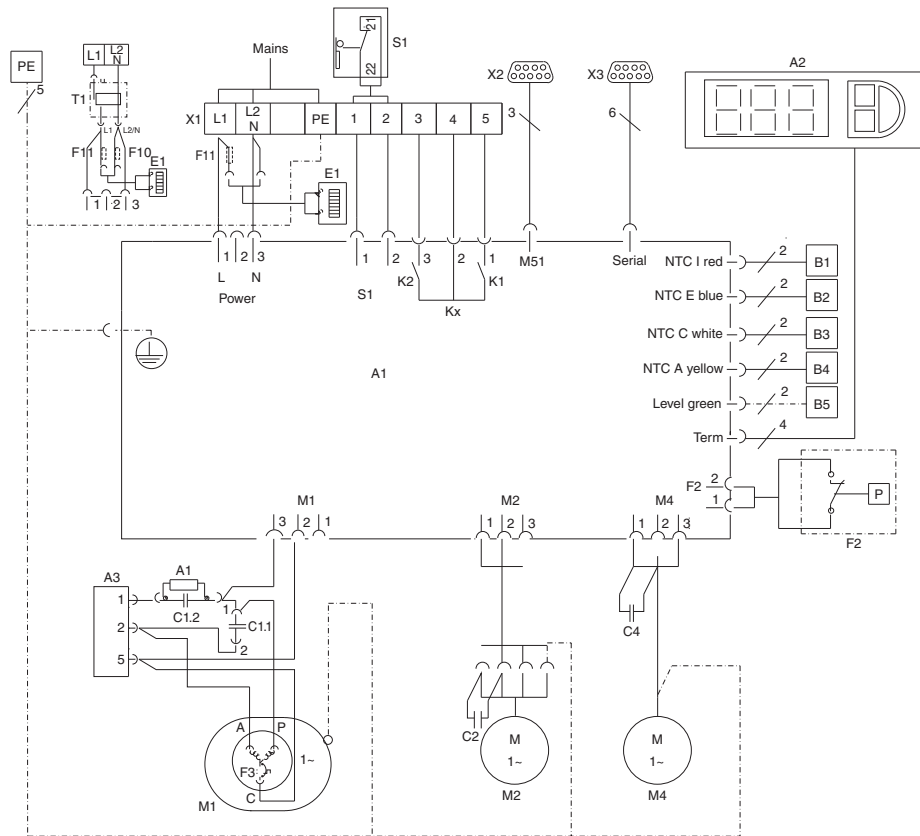 PE
5
L1 L2 N
T1
L1 L2/N
F11 F10
E1
1 2 3
Mains
21
22
S1
X1 L1 L2 N PE 1 2 3 4 5
F11
E1
X2
3
X3
6
A2
1 2 3
L N
Power
1 2
S1
3 2 1
K2 K1
Kx
M51
Serial
NTC I red 2 B1
NTC E blue 2 B2
NTC C white 2 B3
NTC A yellow 2 B4
Level green 2 B5
Term 4
A1
F2 2
1
P
F2
M1
3 2 1
M2
1 2 3
M4
1 2 3
A3
1
2
5
A1
C1.2
1
C1.1
2
A P
F3
C
1~
M1
C2
M
1~
M2
C4
M
1~
M4